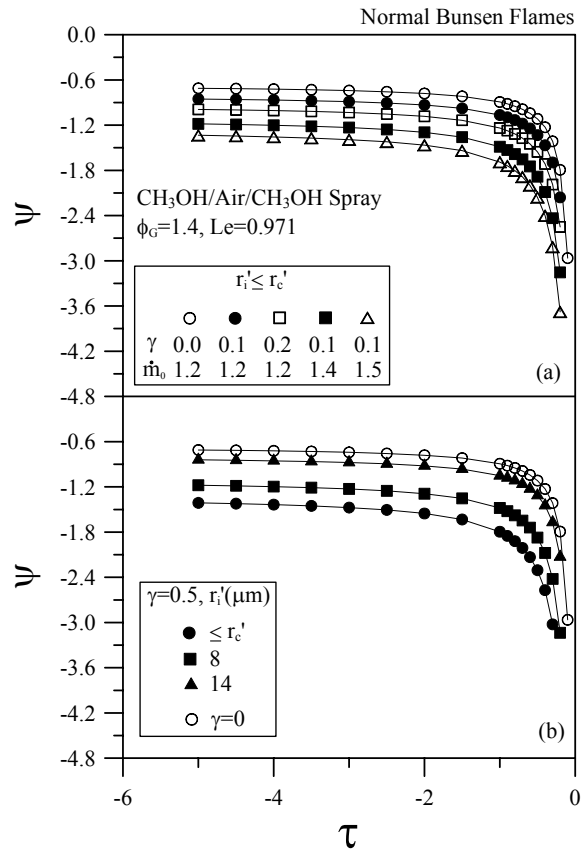 Normal Bunsen Flames
0.0
-0.6
-1.2
-1.8
-2.4
-3.0
-3.6
-4.2
-4.8
ψ
CH₃OH/Air/CH₃OH Spray
ϕG=1.4, Le=0.971
rᵢ'≤ r_c'
γ 0.0 0.1 0.2 0.1 0.1
ṁ₀ 1.2 1.2 1.2 1.4 1.5
(a)
-0.6
-1.2
-1.8
-2.4
-3.0
-3.6
-4.2
-4.8
ψ
γ=0.5, rᵢ'(μm)
≤ r_c'
8
14
γ=0
(b)
-6 -4 -2 0
τ